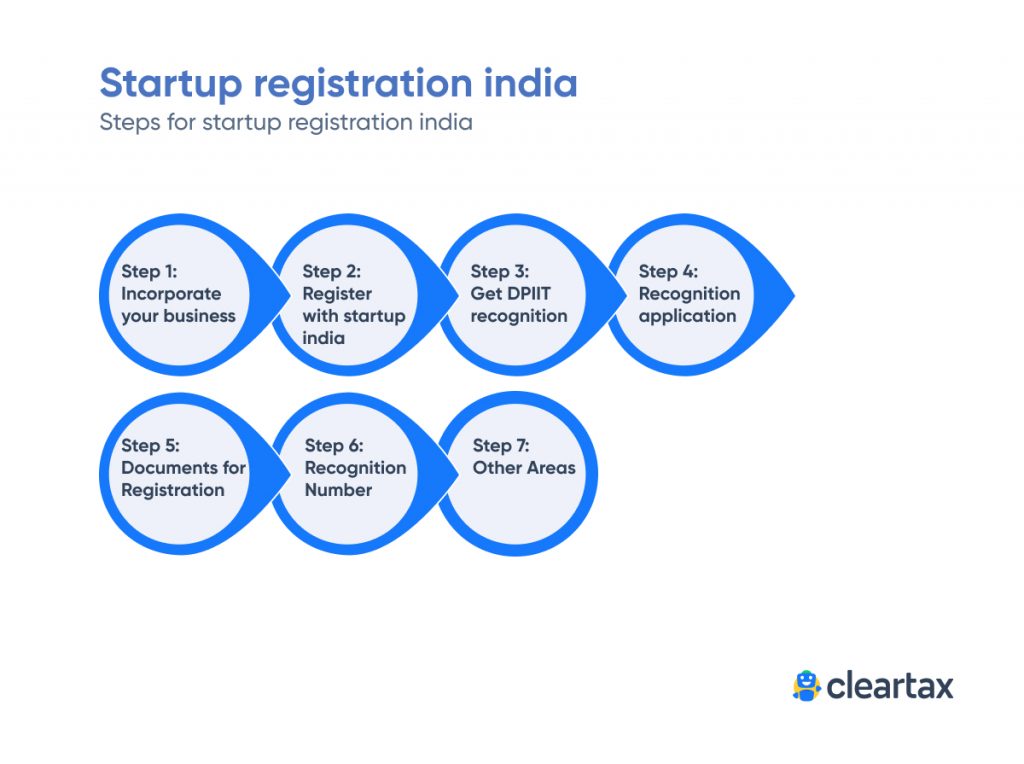 Startup registration india
Steps for startup registration india
Step 1:
Incorporate
your business
Step 2:
Register
with startup
india
Step 3:
Get DPIIT
recognition
Step 4:
Recognition
application
Step 5:
Documents for
Registration
Step 6:
Recognition
Number
Step 7:
Other Areas
cleartax